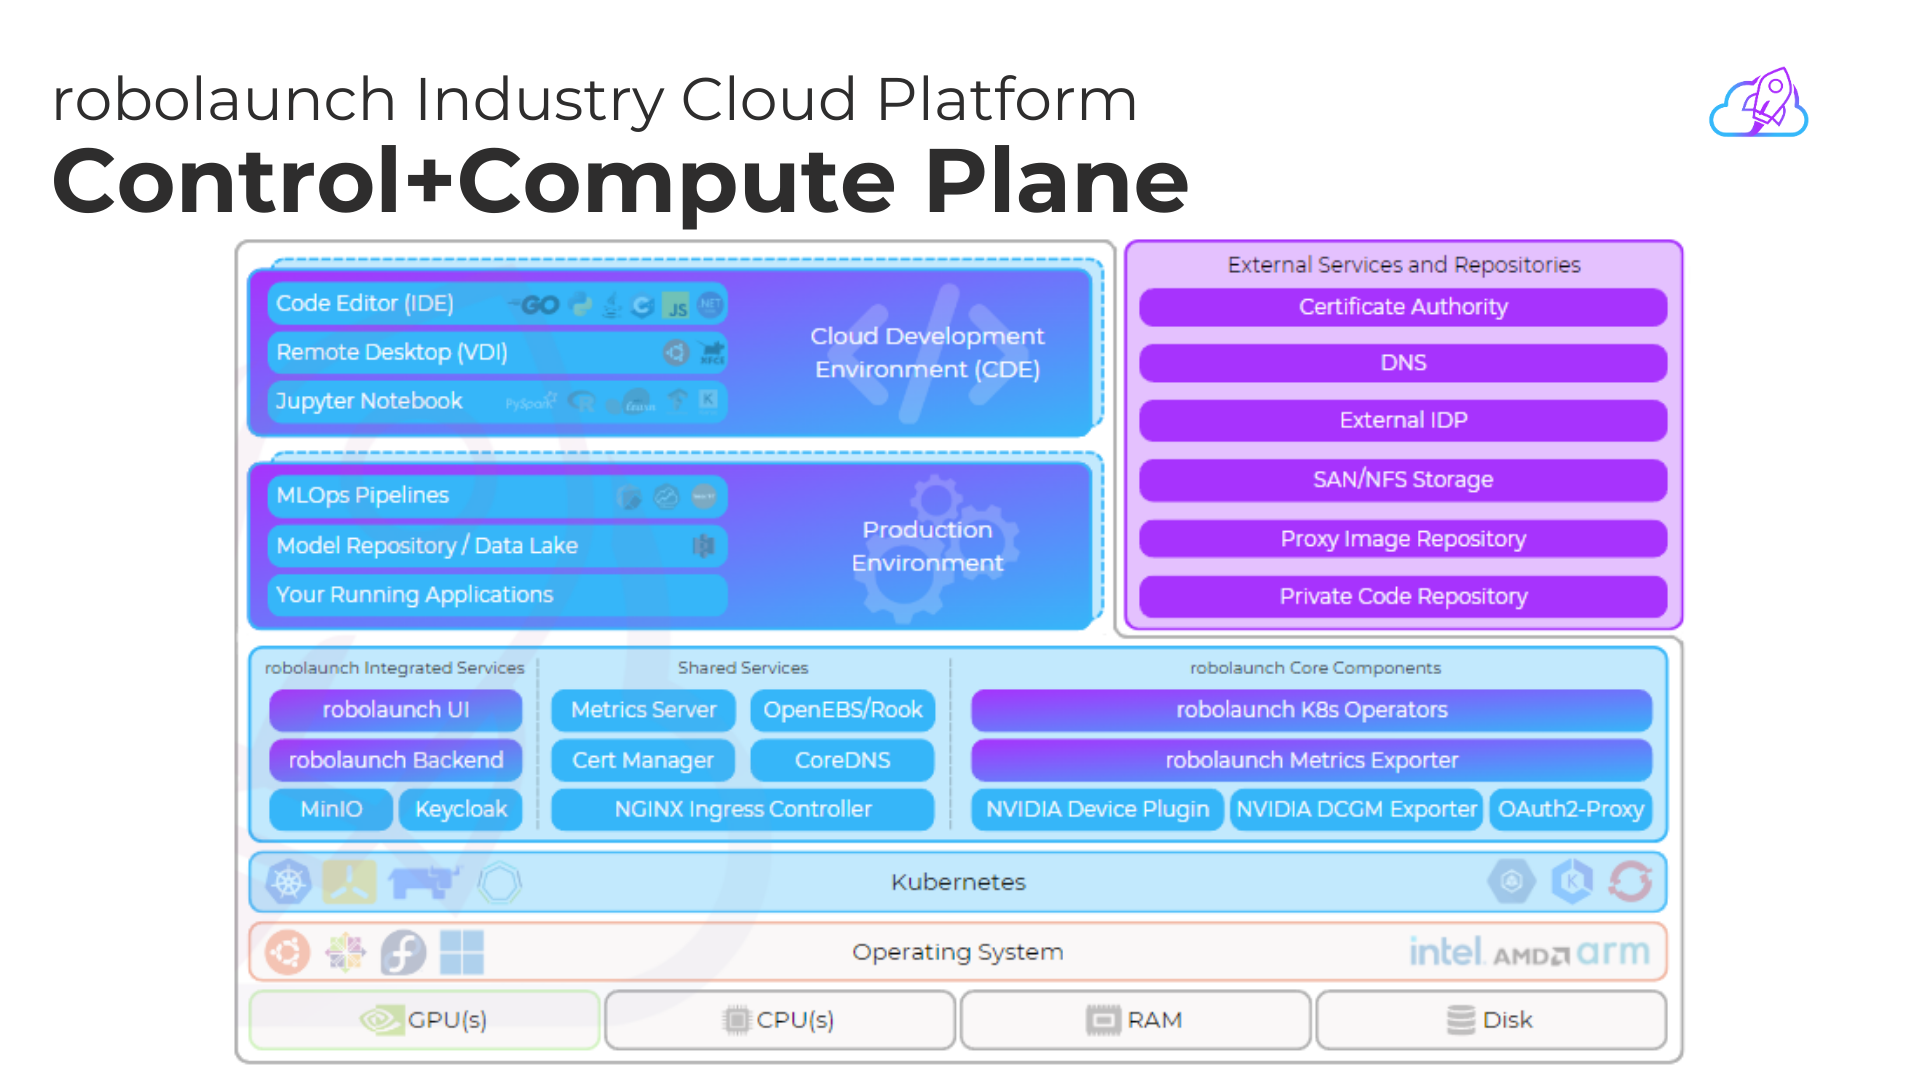 robolaunch Industry Cloud Platform
Control+Compute Plane
Code Editor (IDE)
GO
JS
.NET
Remote Desktop (VDI)
XFCE
Jupyter Notebook
PySpark
R
learn
K
Cloud Development
Environment (CDE)
MLOps Pipelines
Model Repository / Data Lake
Your Running Applications
Production
Environment
External Services and Repositories
Certificate Authority
DNS
External IDP
SAN/NFS Storage
Proxy Image Repository
Private Code Repository
robolaunch Integrated Services
robolaunch UI
robolaunch Backend
MinIO
Keycloak
Shared Services
Metrics Server
OpenEBS/Rook
Cert Manager
CoreDNS
NGINX Ingress Controller
robolaunch Core Components
robolaunch K8s Operators
robolaunch Metrics Exporter
NVIDIA Device Plugin
NVIDIA DCGM Exporter
OAuth2-Proxy
Kubernetes
K
Operating System
intel
AMD
arm
GPU(s)
CPU(s)
RAM
Disk